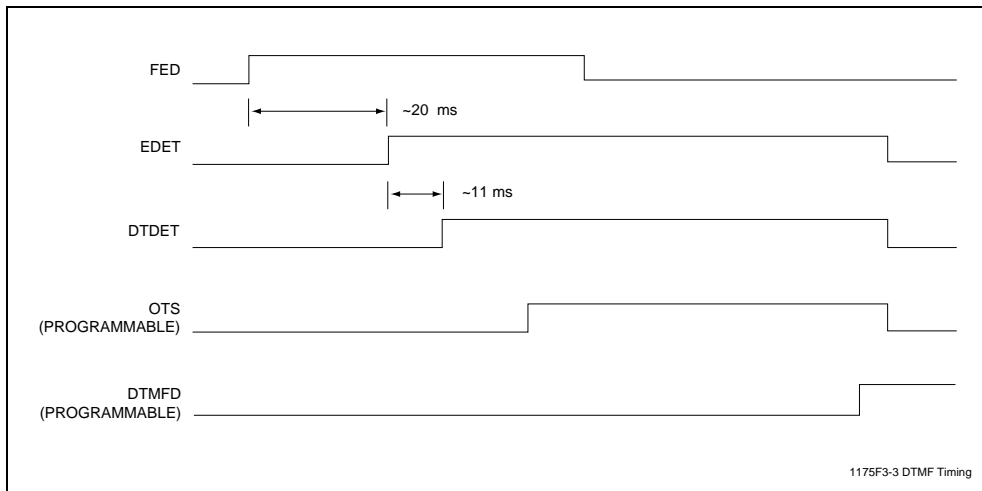 FED
~20 ms
EDET
~11 ms
DTDET
OTS
(PROGRAMMABLE)
DTMFD
(PROGRAMMABLE)
1175F3-3 DTMF Timing